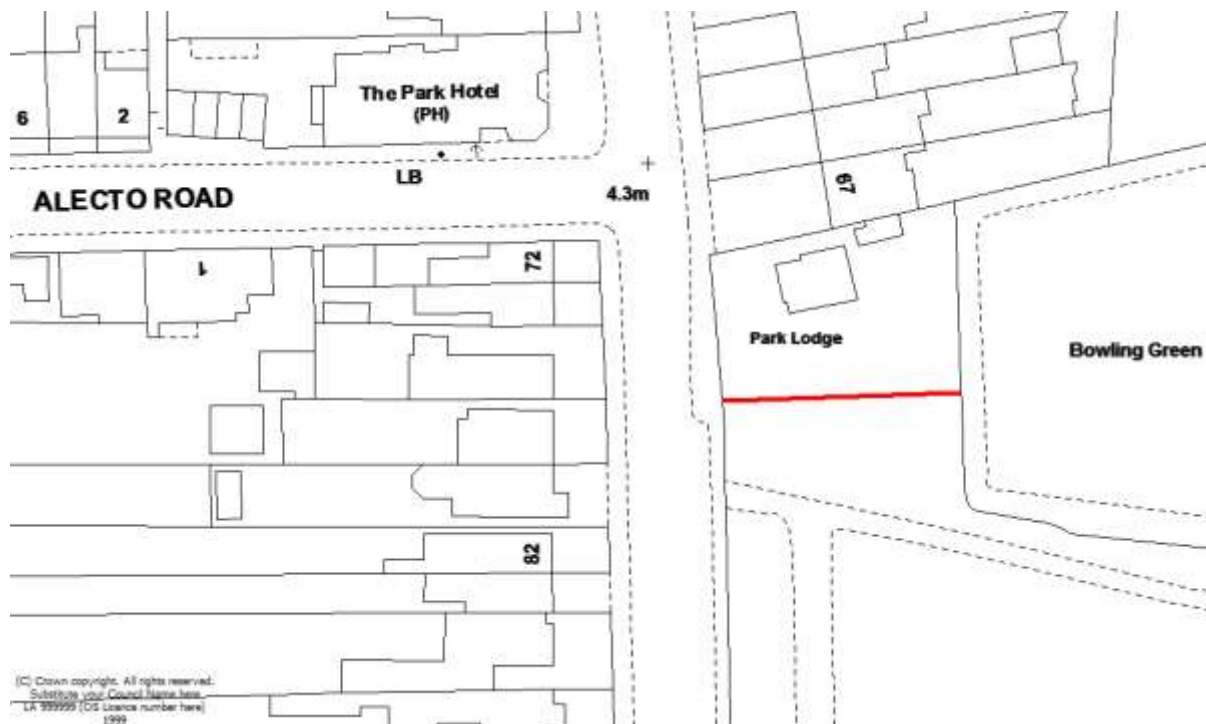 The Park Hotel
(PH)
6
2
LB
ALECTO ROAD
4.3m
67
1
72
Park Lodge
Bowling Green
82
(C) Crown copyright. All rights reserved.
Substitute your Council Name here
LA 999999 [OS Licence number here]
1999